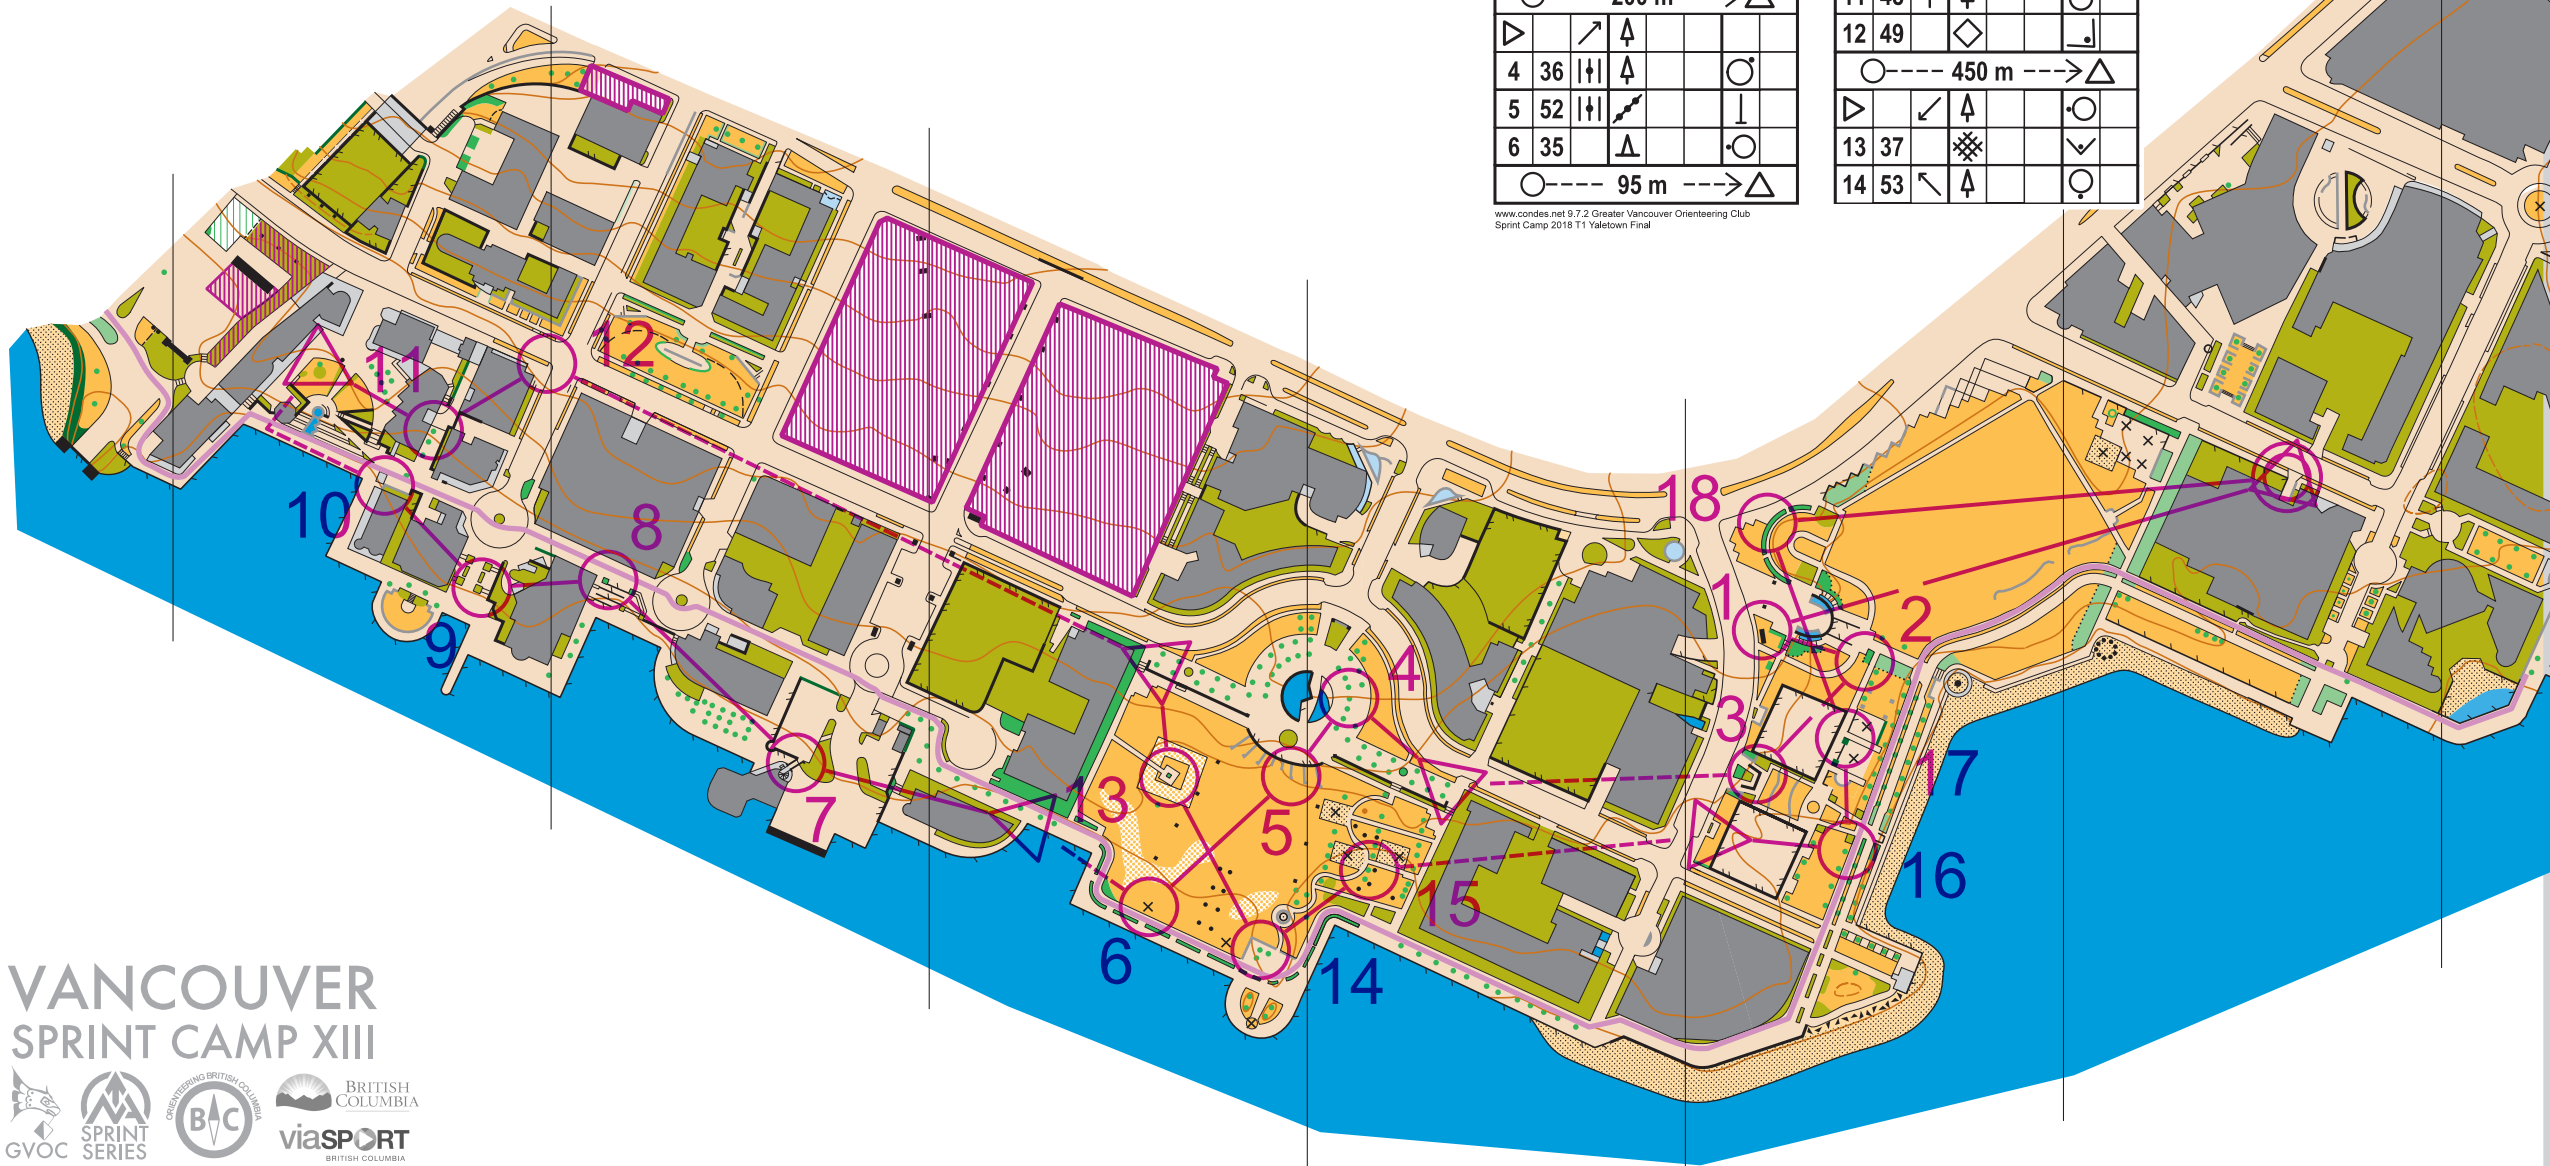 200 m
4 36
5 52
6 35
95 m
11 48
12 49
450 m
13 37
14 53
www.condes.net 9.7.2 Greater Vancouver Orienteering Club
Sprint Camp 2018 T1 Yaletown Final
12
11
10
8
9
7
18
1
2
4
3
13
5
17
16
15
6
14
VANCOUVER
SPRINT CAMP XIII
GVOC
SPRINT
SERIES
ORIENTEERING BRITISH COLUMBIA
BC
BRITISH
COLUMBIA
viaSPORT
BRITISH COLUMBIA